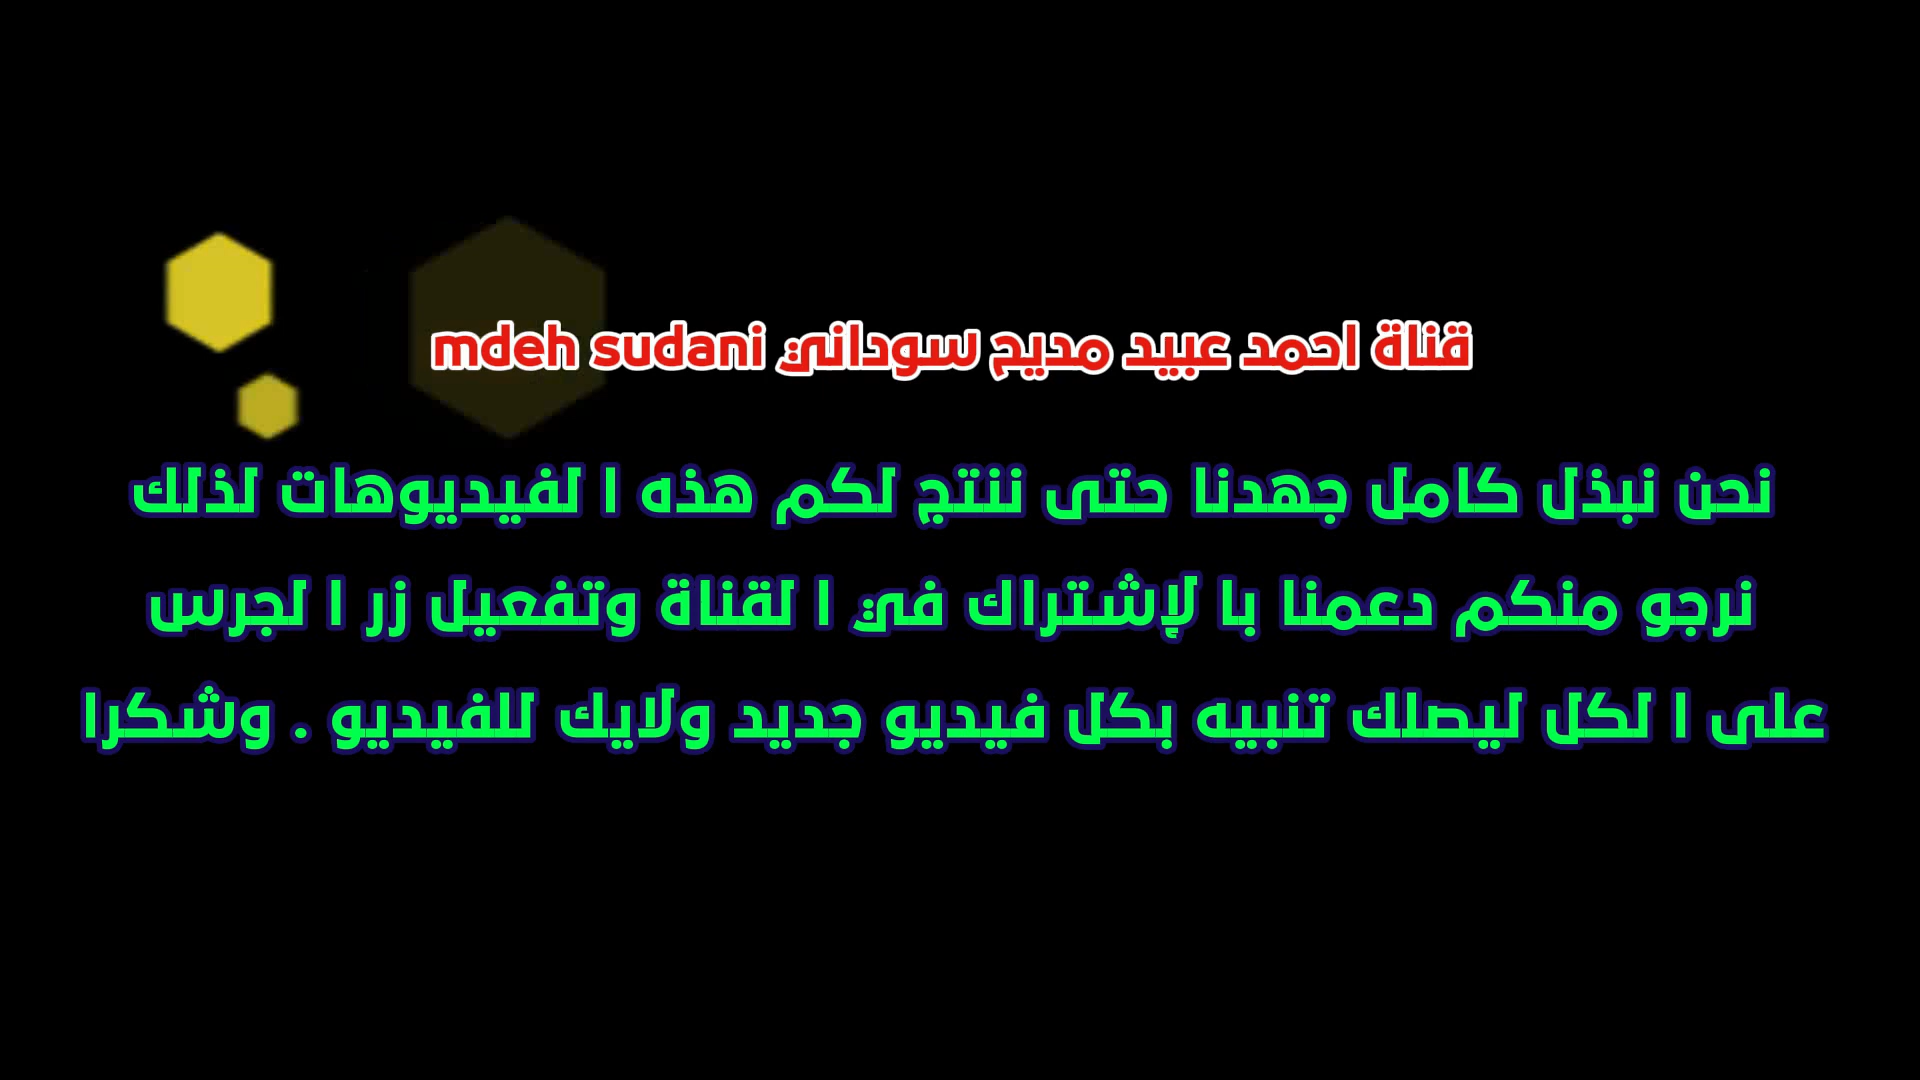 قناة احمد عبيد مديح سوداني mdeh sudani
نحن نبذل كامل جهدنا حتى ننتج لكم هذه ا لفيديوهات لذلك
نرجو منكم دعمنا با لإشتراك في ا لقناة وتفعيل زر ا لجرس
على ا لكل ليصلك تنبيه بكل فيديو جديد ولايك للفيديو . وشكرا